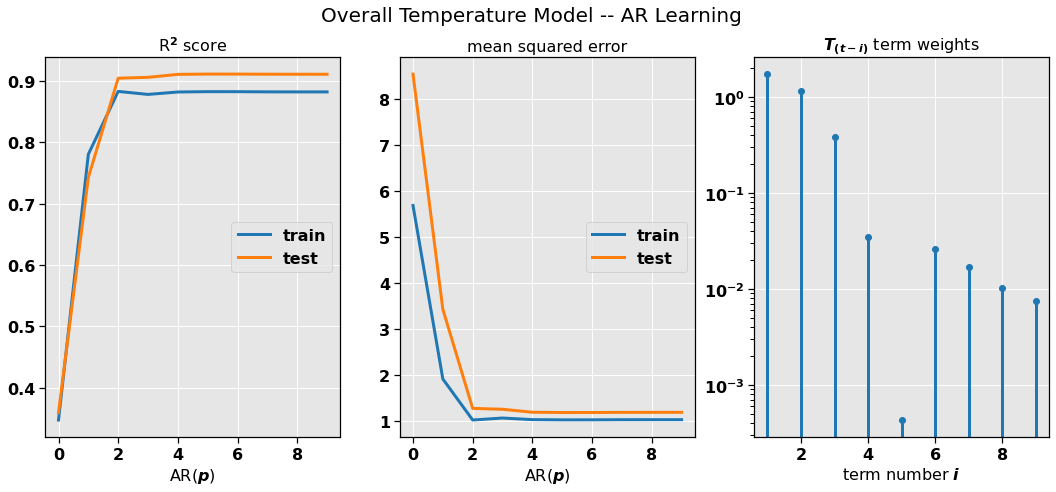 Overall Temperature Model -- AR Learning
R² score
0.9
0.8
0.7
0.6
0.5
0.4
0 2 4 6 8
AR(p)
train
test
mean squared error
8
7
6
5
4
3
2
1
0 2 4 6 8
AR(p)
train
test
T₍ₜ₋ᵢ₎ term weights
10⁰
10⁻¹
10⁻²
10⁻³
2 4 6 8
term number i